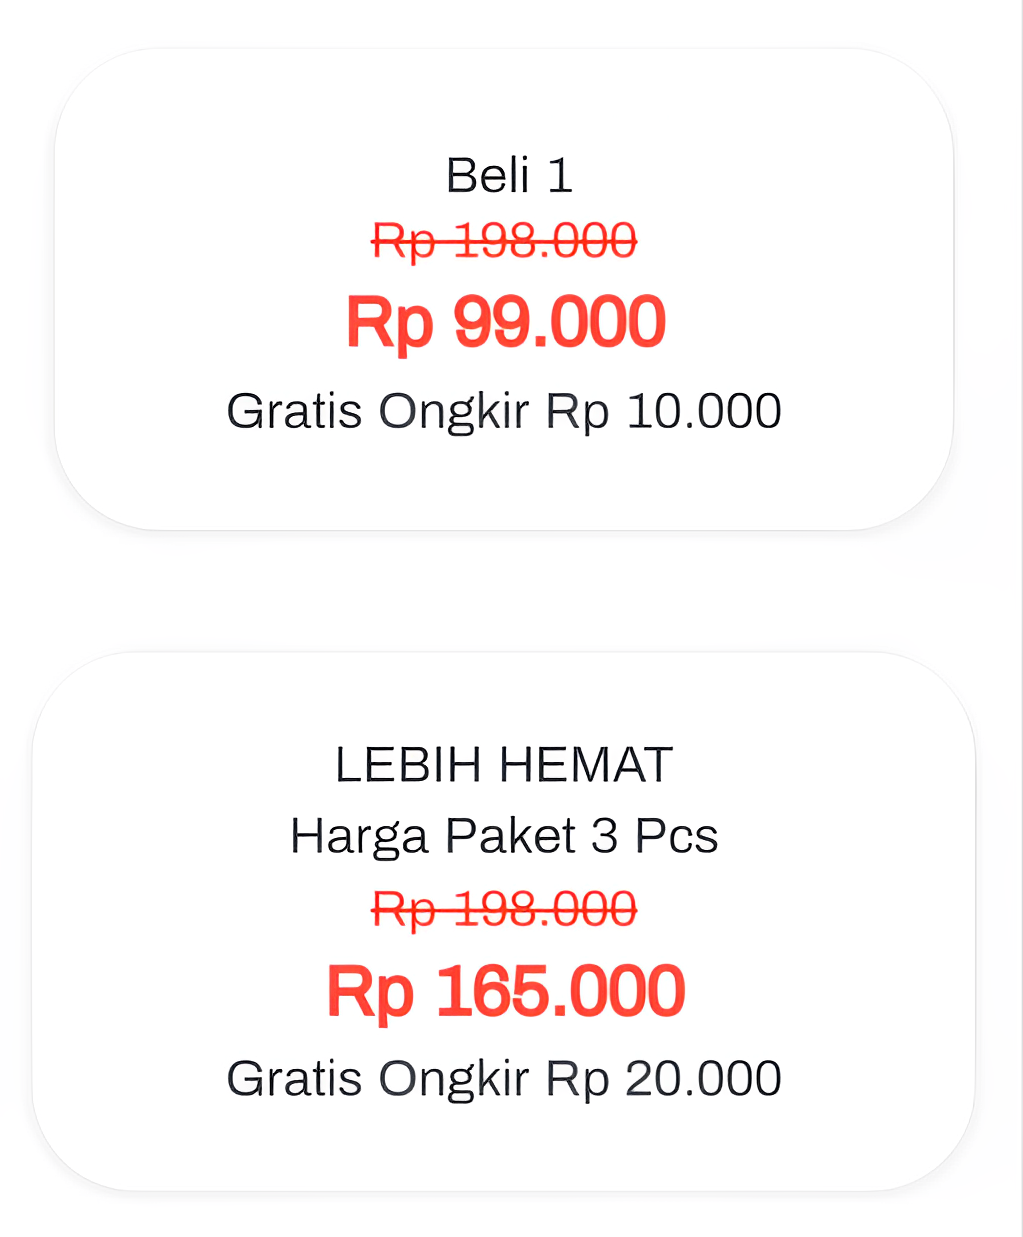 Beli 1
Rp 198.000
Rp 99.000
Gratis Ongkir Rp 10.000
LEBIH HEMAT
Harga Paket 3 Pcs
Rp 198.000
Rp 165.000
Gratis Ongkir Rp 20.000